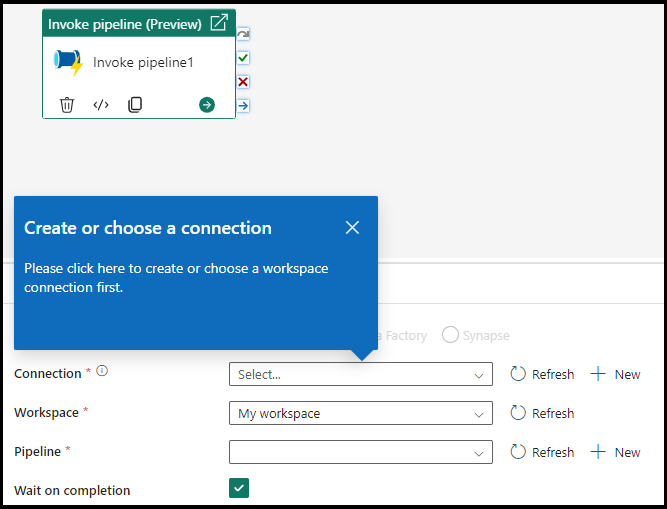 Invoke pipeline (Preview)
Invoke pipeline1
Create or choose a connection
Please click here to create or choose a workspace
connection first.
Factory Synapse
Connection * Select... Refresh New
Workspace * My workspace Refresh
Pipeline * Refresh New
Wait on completion